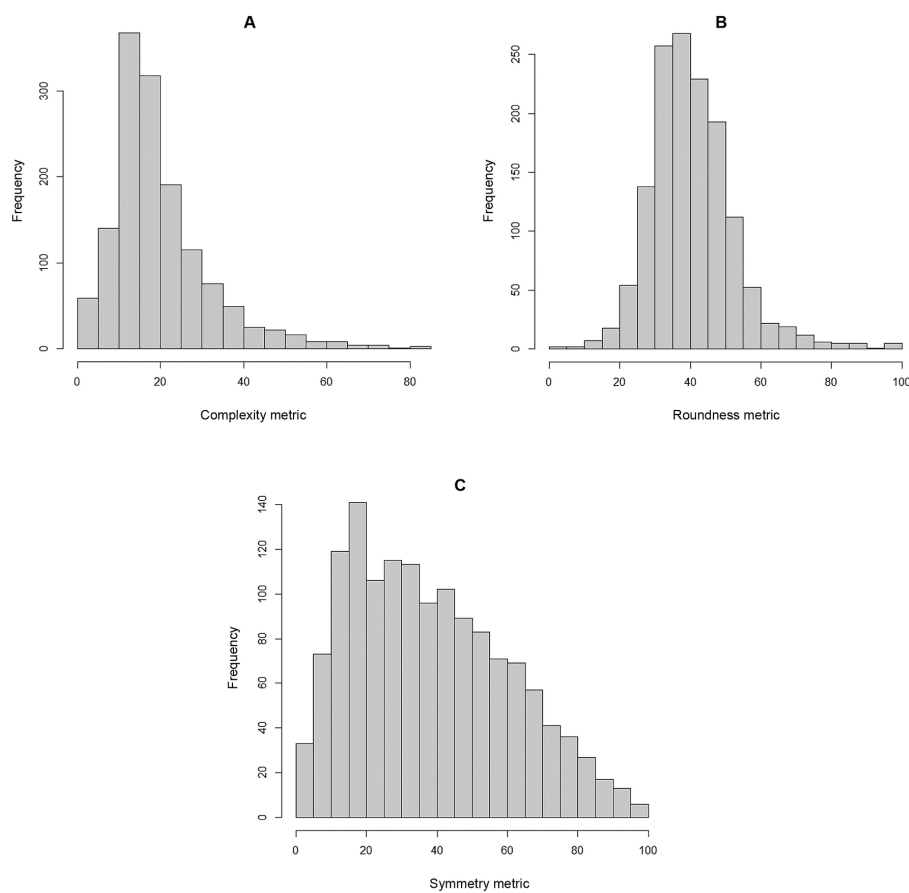 A
Frequency
0 100 200 300
0 20 40 60 80
Complexity metric
B
Frequency
0 50 100 150 200 250
0 20 40 60 80 100
Roundness metric
C
Frequency
0 20 40 60 80 100 120 140
0 20 40 60 80 100
Symmetry metric